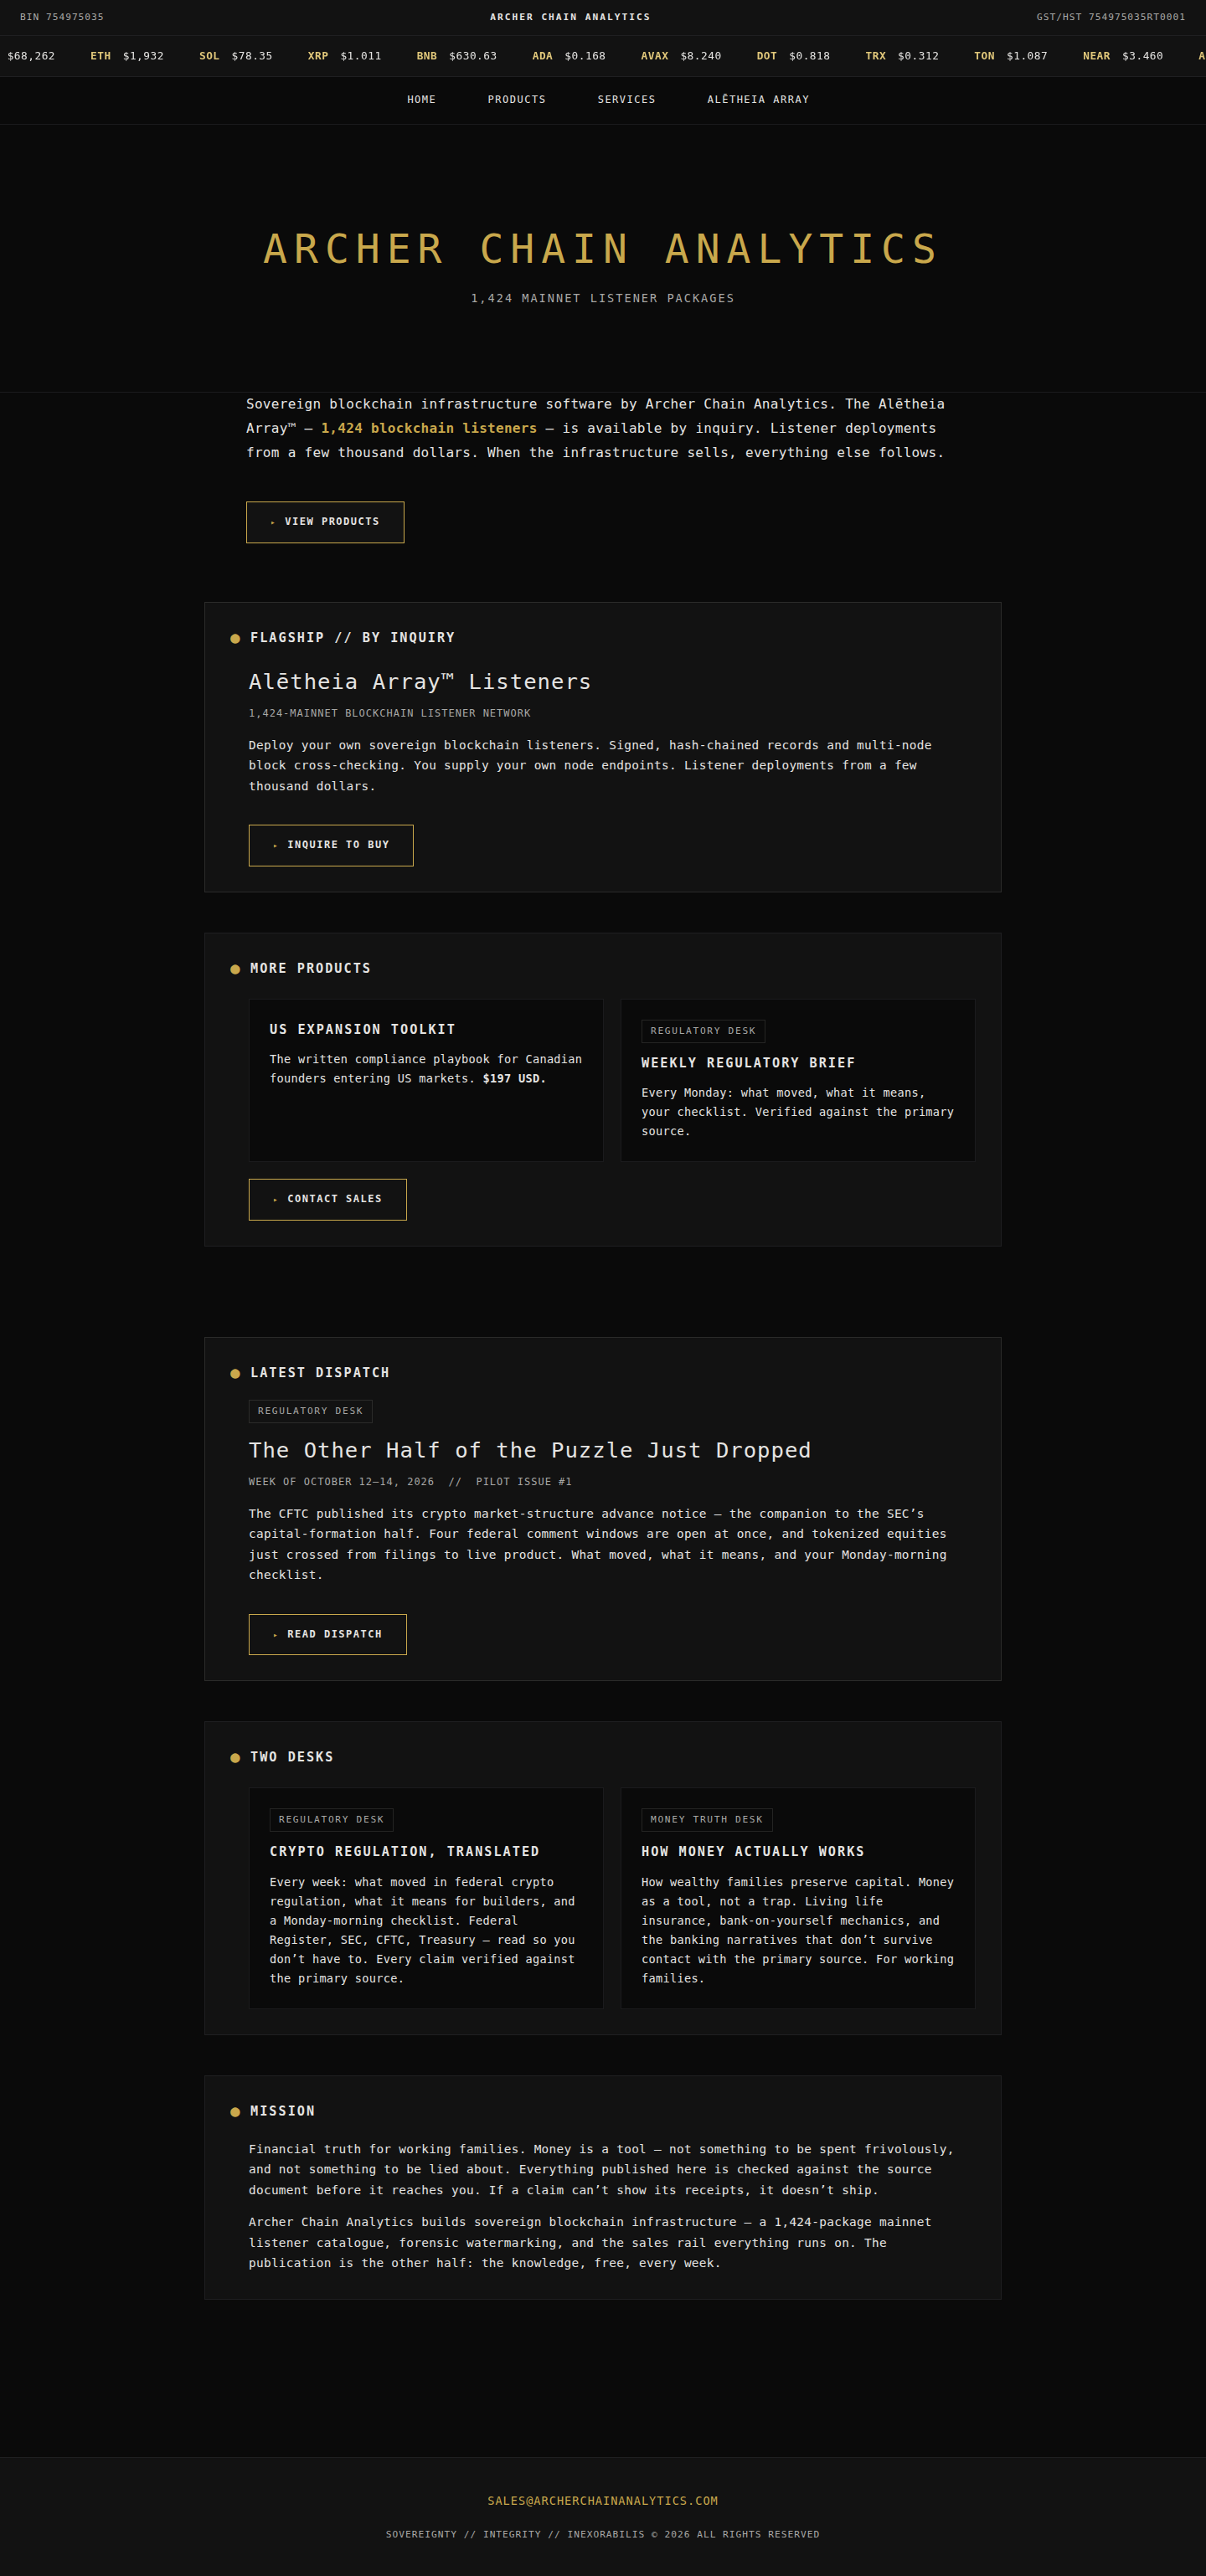 BIN 754975035
ARCHER CHAIN ANALYTICS
GST/HST 754975035RT0001
$68,262 ETH $1,932 SOL $78.35 XRP $1.011 BNB $630.63 ADA $0.168 AVAX $8.240 DOT $0.818 TRX $0.312 TON $1.087 NEAR $3.460 A
HOME PRODUCTS SERVICES ALĒTHEIA ARRAY
ARCHER CHAIN ANALYTICS
1,424 MAINNET LISTENER PACKAGES
Sovereign blockchain infrastructure software by Archer Chain Analytics. The Alētheia
Array™ — 1,424 blockchain listeners — is available by inquiry. Listener deployments
from a few thousand dollars. When the infrastructure sells, everything else follows.
▸ VIEW PRODUCTS
FLAGSHIP // BY INQUIRY
Alētheia Array™ Listeners
1,424-MAINNET BLOCKCHAIN LISTENER NETWORK
Deploy your own sovereign blockchain listeners. Signed, hash-chained records and multi-node
block cross-checking. You supply your own node endpoints. Listener deployments from a few
thousand dollars.
▸ INQUIRE TO BUY
MORE PRODUCTS
US EXPANSION TOOLKIT
The written compliance playbook for Canadian
founders entering US markets. $197 USD.
REGULATORY DESK
WEEKLY REGULATORY BRIEF
Every Monday: what moved, what it means,
your checklist. Verified against the primary
source.
▸ CONTACT SALES
LATEST DISPATCH
REGULATORY DESK
The Other Half of the Puzzle Just Dropped
WEEK OF OCTOBER 12–14, 2026 // PILOT ISSUE #1
The CFTC published its crypto market-structure advance notice — the companion to the SEC’s
capital-formation half. Four federal comment windows are open at once, and tokenized equities
just crossed from filings to live product. What moved, what it means, and your Monday-morning
checklist.
▸ READ DISPATCH
TWO DESKS
REGULATORY DESK
CRYPTO REGULATION, TRANSLATED
Every week: what moved in federal crypto
regulation, what it means for builders, and
a Monday-morning checklist. Federal
Register, SEC, CFTC, Treasury — read so you
don’t have to. Every claim verified against
the primary source.
MONEY TRUTH DESK
HOW MONEY ACTUALLY WORKS
How wealthy families preserve capital. Money
as a tool, not a trap. Living life
insurance, bank-on-yourself mechanics, and
the banking narratives that don’t survive
contact with the primary source. For working
families.
MISSION
Financial truth for working families. Money is a tool — not something to be spent frivolously,
and not something to be lied about. Everything published here is checked against the source
document before it reaches you. If a claim can’t show its receipts, it doesn’t ship.
Archer Chain Analytics builds sovereign blockchain infrastructure — a 1,424-package mainnet
listener catalogue, forensic watermarking, and the sales rail everything runs on. The
publication is the other half: the knowledge, free, every week.
SALES@ARCHERCHAINANALYTICS.COM
SOVEREIGNTY // INTEGRITY // INEXORABILIS © 2026 ALL RIGHTS RESERVED